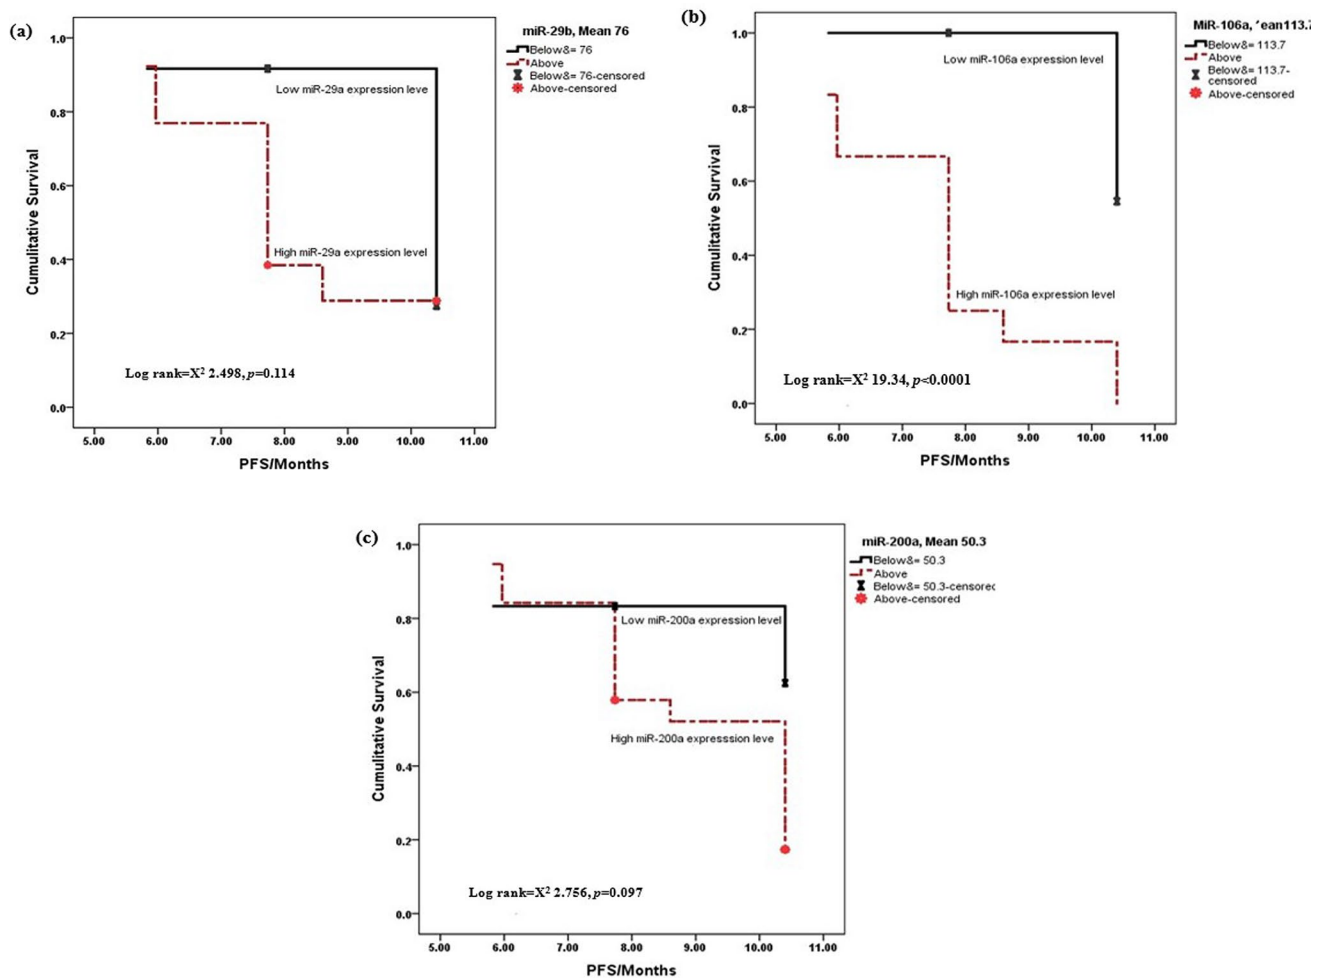 (a)
miR-29b, Mean 76
Below&= 76
Above
Below&= 76-censored
Above-censored
1.0
0.8
0.6
0.4
0.2
0.0
Cumulitative Survival
Low miR-29a expression leve
High miR-29a expression level
Log rank=X² 2.498, p=0.114
5.00 6.00 7.00 8.00 9.00 10.00 11.00
PFS/Months
(b)
MiR-106a, 'ean113.7
Below&= 113.7
Above
Below&= 113.7-
censored
Above-censored
1.0
0.8
0.6
0.4
0.2
0.0
Cumulitative Survival
Low miR-106a expression level
High miR-106a expression level
Log rank=X² 19.34, p<0.0001
5.00 6.00 7.00 8.00 9.00 10.00 11.00
PFS/Months
(c)
miR-200a, Mean 50.3
Below&= 50.3
Above
Below&= 50.3-censored
Above-censored
1.0
0.8
0.6
0.4
0.2
0.0
Cumulitative Survival
Low miR-200a expression level
High miR-200a expresssion leve
Log rank=X² 2.756, p=0.097
5.00 6.00 7.00 8.00 9.00 10.00 11.00
PFS/Months